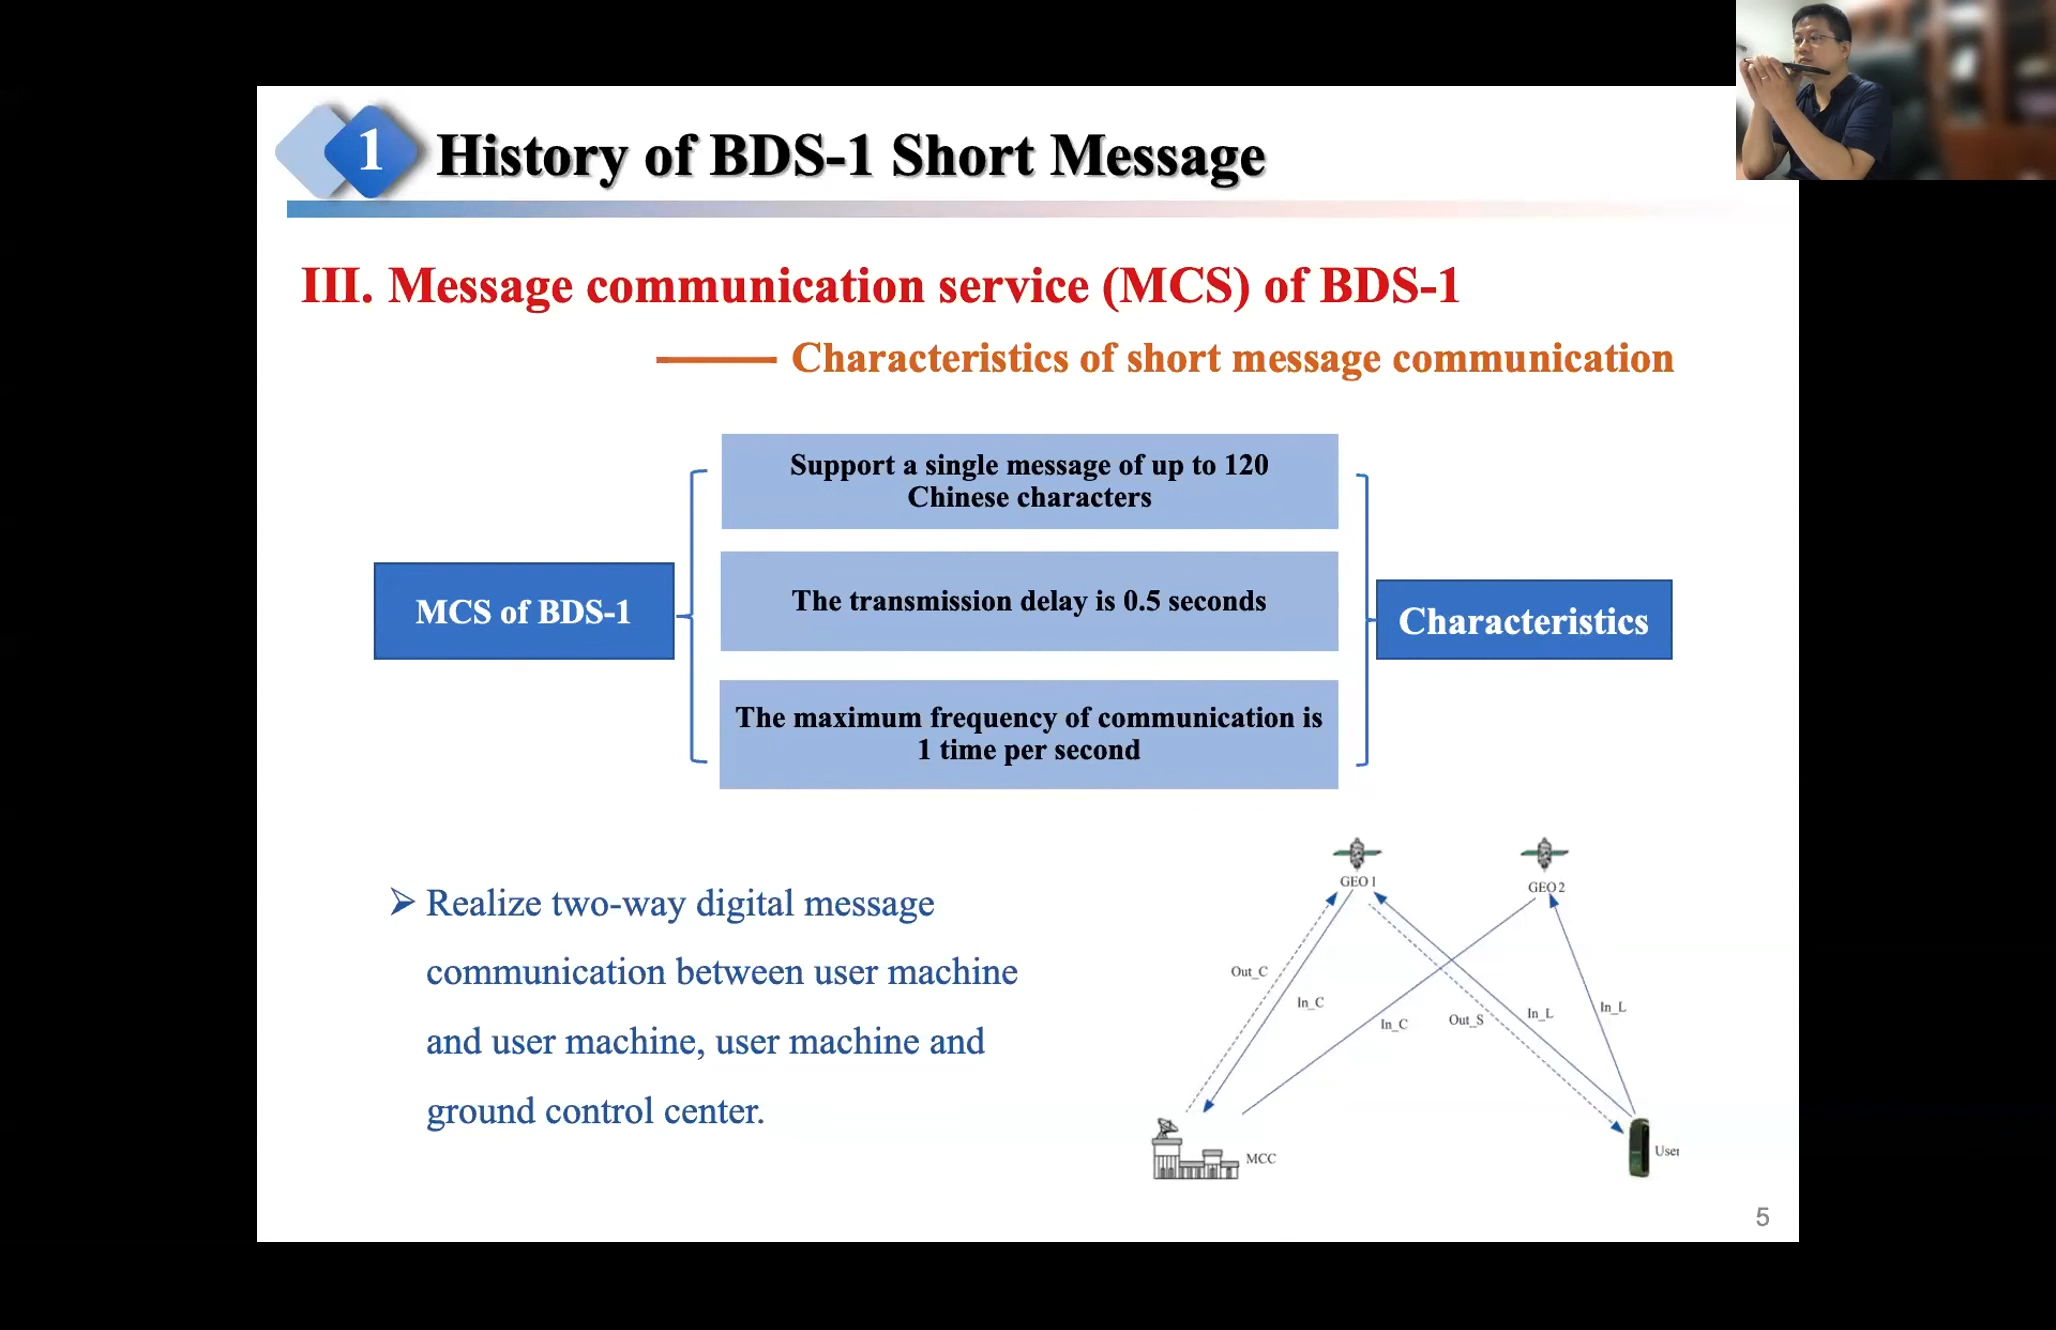 1
History of BDS-1 Short Message
III. Message communication service (MCS) of BDS-1
Characteristics of short message communication
Support a single message of up to 120
Chinese characters
MCS of BDS-1
The transmission delay is 0.5 seconds
Characteristics
The maximum frequency of communication is
1 time per second
Realize two-way digital message
communication between user machine
and user machine, user machine and
ground control center.
GEO 1
GEO 2
Out_C
In_C
In_C
Out_S
In_L
In_L
MCC
User
5